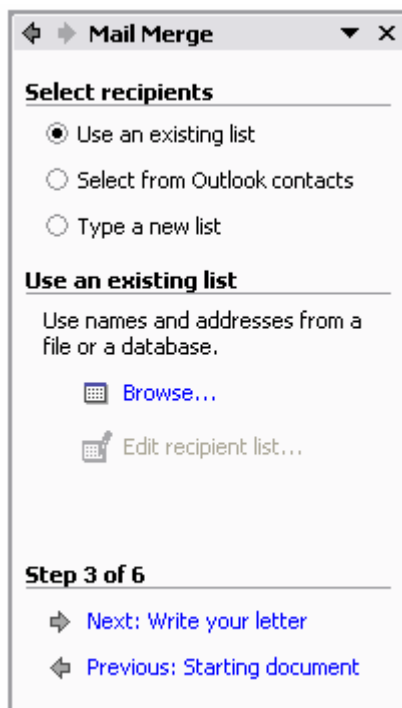 Mail Merge
Select recipients
Use an existing list
Select from Outlook contacts
Type a new list
Use an existing list
Use names and addresses from a
file or a database.
Browse...
Edit recipient list...
Step 3 of 6
Next: Write your letter
Previous: Starting document